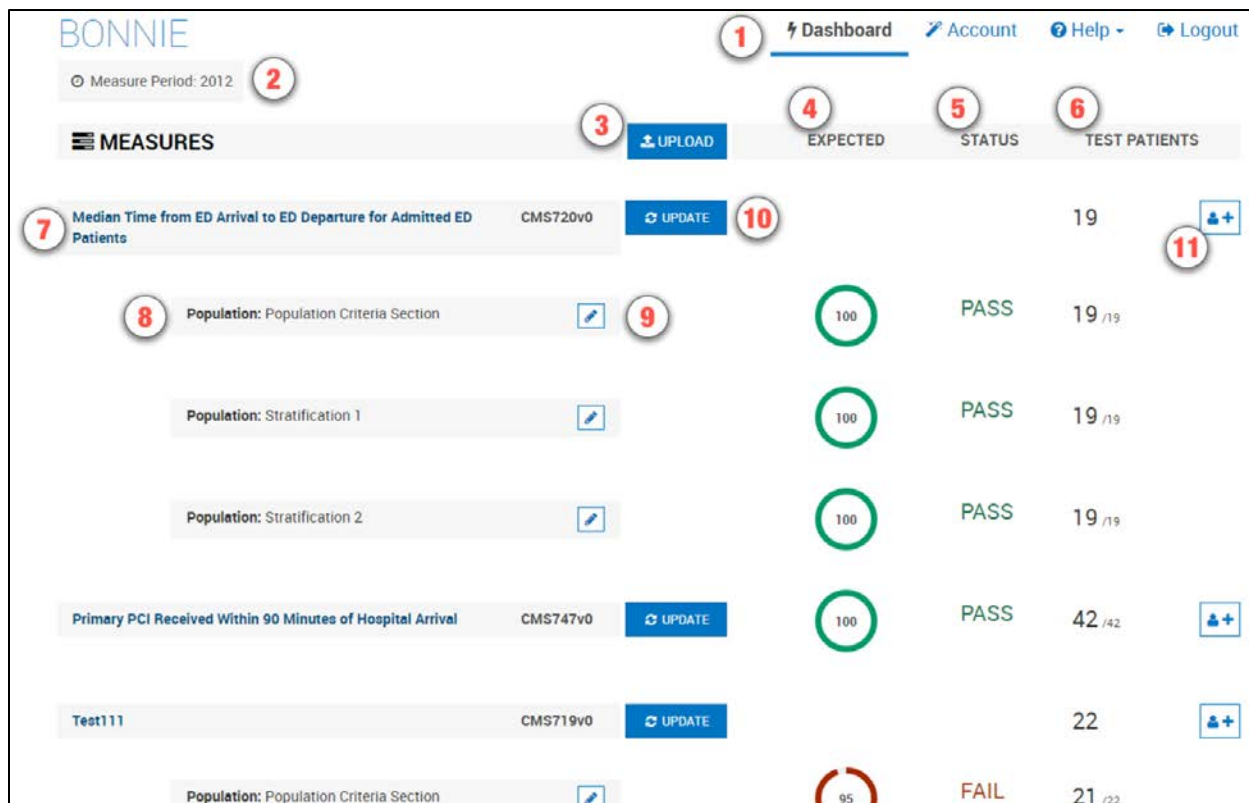 BONNIE
1 Dashboard Account Help Logout
Measure Period: 2012 2
3 4 5 6
MEASURES UPLOAD EXPECTED STATUS TEST PATIENTS
7 Median Time from ED Arrival to ED Departure for Admitted ED CMS720v0 UPDATE 10 19
Patients 11
8 Population: Population Criteria Section 9 100 PASS 19 /19
Population: Stratification 1 100 PASS 19 /19
Population: Stratification 2 100 PASS 19 /19
Primary PCI Received Within 90 Minutes of Hospital Arrival CMS747v0 UPDATE 100 PASS 42 /42
Test111 CMS719v0 UPDATE 22
Population: Population Criteria Section 95 FAIL 21 /22